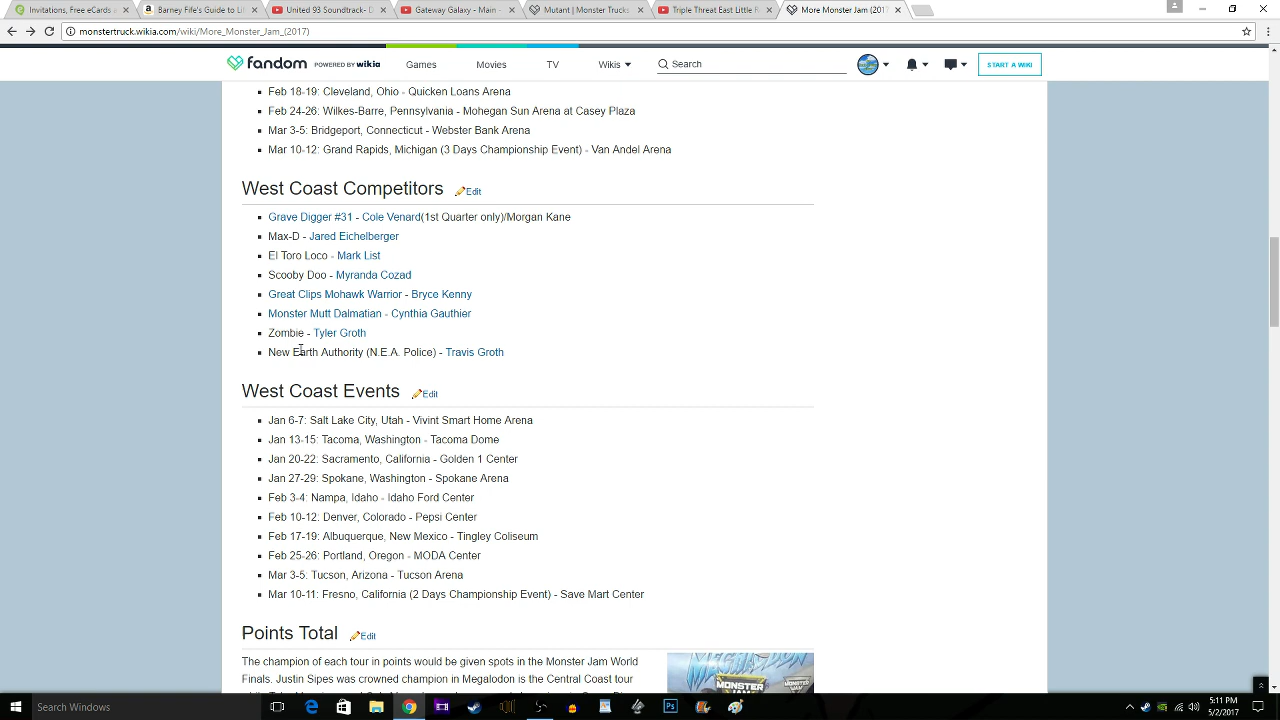 Invitations, Free eCards a
Barney Fife's Guide to Lif
United 93 Soundtrack- D
Gateway Galaxy - Main -
Mutant | Monster Trucks
Triple Threat East Little R
More Monster Jam (2017
monstertruck.wikia.com/wiki/More_Monster_Jam_(2017)
fandom POWERED BY wikia Games Movies TV Wikis Search START A WIKI
Feb 18-19: Cleveland, Ohio - Quicken Loans Arena
Feb 24-26: Wilkes-Barre, Pennsylvania - Mohegan Sun Arena at Casey Plaza
Mar 3-5: Bridgeport, Connecticut - Webster Bank Arena
Mar 10-12: Grand Rapids, Michigan (3 Days Championship Event) - Van Andel Arena
West Coast Competitors Edit
Grave Digger #31 - Cole Venard(1st Quarter only)/Morgan Kane
Max-D - Jared Eichelberger
El Toro Loco - Mark List
Scooby Doo - Myranda Cozad
Great Clips Mohawk Warrior - Bryce Kenny
Monster Mutt Dalmatian - Cynthia Gauthier
Zombie - Tyler Groth
New Earth Authority (N.E.A. Police) - Travis Groth
West Coast Events Edit
Jan 6-7: Salt Lake City, Utah - Vivint Smart Home Arena
Jan 13-15: Tacoma, Washington - Tacoma Dome
Jan 20-22: Sacramento, California - Golden 1 Center
Jan 27-29: Spokane, Washington - Spokane Arena
Feb 3-4: Nampa, Idaho - Idaho Ford Center
Feb 10-12: Denver, Colorado - Pepsi Center
Feb 17-19: Albuquerque, New Mexico - Tingley Coliseum
Feb 25-26: Portland, Oregon - MODA Center
Mar 3-5: Tucson, Arizona - Tucson Arena
Mar 10-11: Fresno, California (2 Days Championship Event) - Save Mart Center
Points Total Edit
The champion of each tour in points would be given spots in the Monster Jam World
Finals. Justin Sipes was crowned champion in Megalodon is the Central Coast tour
MONSTER JAM
Search Windows
5:11 PM
5/2/2017